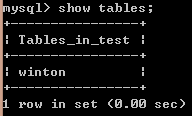 mysql> show tables;
+----------------+
¦ Tables_in_test ¦
+----------------+
¦ winton         ¦
+----------------+
1 row in set (0.00 sec)